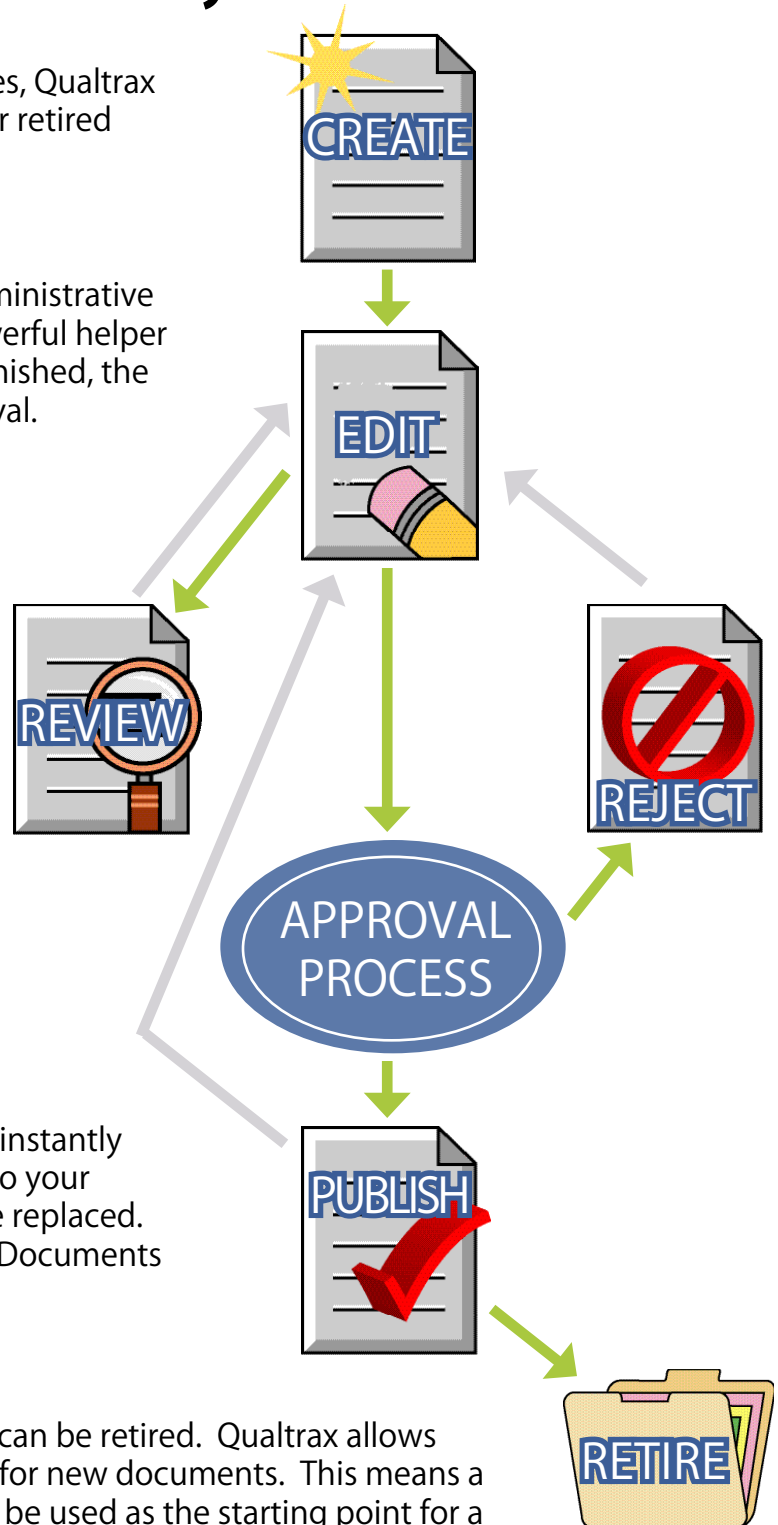 es, Qualtrax
r retired
CREATE
ministrative
verful helper
nished, the
val.
EDIT
REVIEW
REJECT
APPROVAL
PROCESS
instantly
o your
e replaced.
Documents
PUBLISH
can be retired. Qualtrax allows
for new documents. This means a
be used as the starting point for a
RETIRE